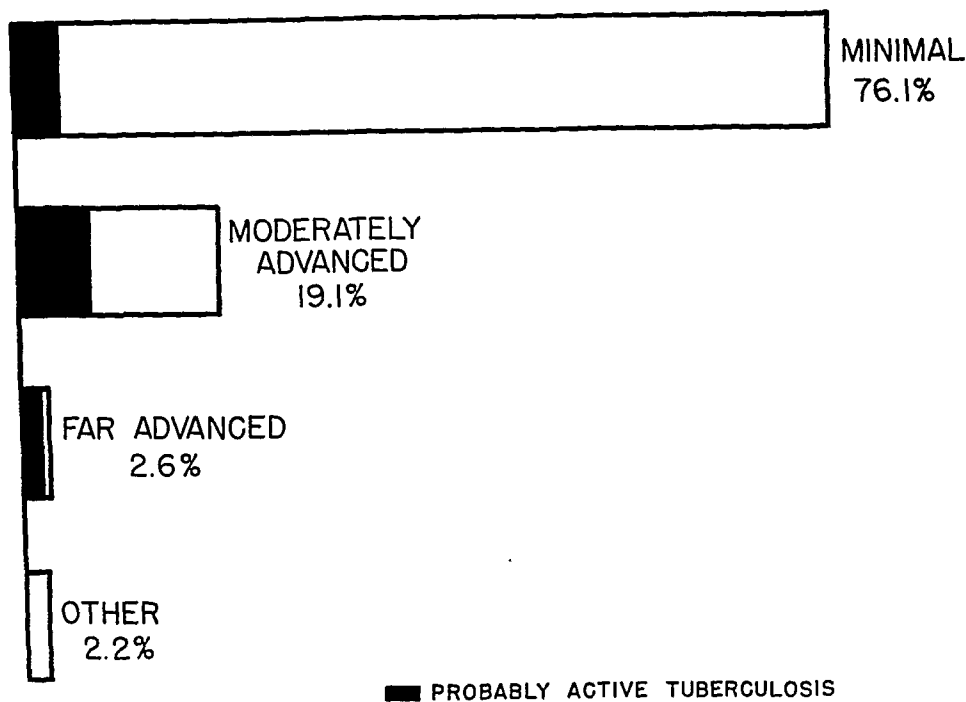 MINIMAL
76.1%
MODERATELY
ADVANCED
19.1%
FAR ADVANCED
2.6%
OTHER
2.2%
PROBABLY ACTIVE TUBERCULOSIS